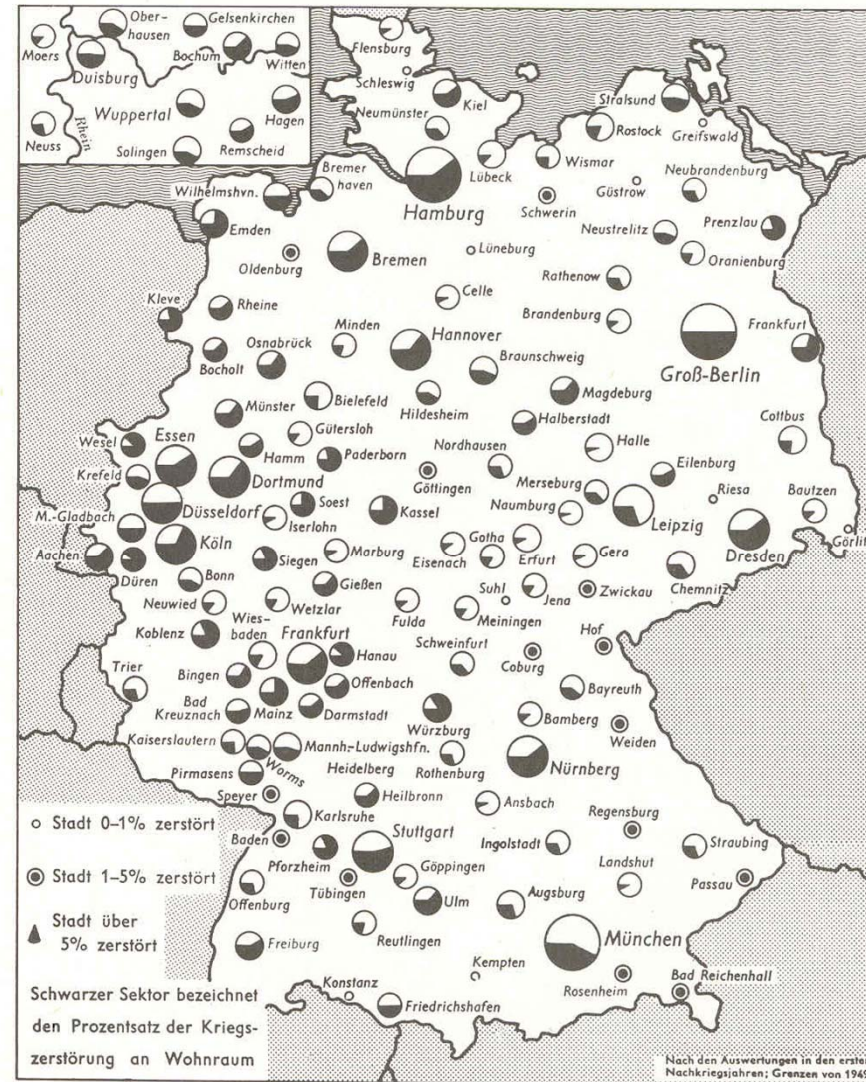 Ober-
hausen
Gelsenkirchen
Moers
Bochum
Witten
Duisburg
Wuppertal
Hagen
Neuss
Rhein
Solingen
Remscheid
Flensburg
Schleswig
Neumünster
Kiel
Stralsund
Greifswald
Rostock
Lübeck
Wismar
Bremer
haven
Wilhelmshvn.
Hamburg
Güstrow
Neubrandenburg
Schwerin
Emden
Neustrelitz
Prenzlau
Bremen
Lüneburg
Oldenburg
Oranienburg
Rathenow
Celle
Kleve
Rheine
Brandenburg
Minden
Hannover
Frankfurt
Osnabrück
Bocholt
Braunschweig
Groß-Berlin
Magdeburg
Bielefeld
Hildesheim
Münster
Halberstadt
Cottbus
Gütersloh
Wesel
Essen
Nordhausen
Halle
Hamm
Paderborn
Eilenburg
Krefeld
Dortmund
Göttingen
Merseburg
Riesa
Bautzen
Soest
Naumburg
Düsseldorf
Kassel
Leipzig
M.-Gladbach
Iserlohn
Görlitz
Köln
Gotha
Dresden
Aachen
Marburg
Eisenach
Erfurt
Gera
Siegen
Düren
Bonn
Gießen
Suhl
Jena
Zwickau
Chemnitz
Neuwied
Wetzlar
Fulda
Meiningen
Wies-
baden
Koblenz
Frankfurt
Schweinfurt
Hof
Hanau
Coburg
Trier
Bingen
Offenbach
Bayreuth
Bad
Kreuznach
Mainz
Darmstadt
Würzburg
Bamberg
Weiden
Kaiserslautern
Mannh.-Ludwigshfn.
Worms
Heidelberg
Rothenburg
Nürnberg
Pirmasens
Speyer
Heilbronn
Ansbach
Karlsruhe
Regensburg
Stuttgart
Baden
Ingolstadt
Straubing
Pforzheim
Göppingen
Landshut
Tübingen
Passau
Offenburg
Ulm
Augsburg
Reutlingen
München
Freiburg
Kempten
Konstanz
Rosenheim
Bad Reichenhall
Friedrichshafen
Stadt 0–1% zerstört
Stadt 1–5% zerstört
Stadt über
5% zerstört
Schwarzer Sektor bezeichnet
den Prozentsatz der Kriegs-
zerstörung an Wohnraum
Nach den Auswertungen in den ersten
Nachkriegsjahren; Grenzen von 1949